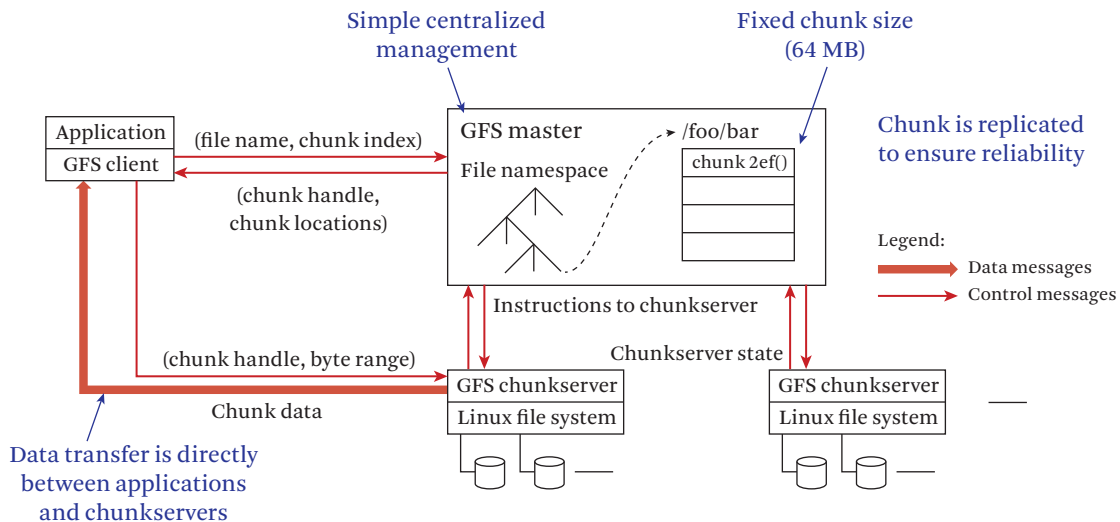 Simple centralized
management
Fixed chunk size
(64 MB)
Application
GFS client
(file name, chunk index)
(chunk handle,
chunk locations)
GFS master
File namespace
/foo/bar
chunk 2ef()
Chunk is replicated
to ensure reliability
Legend:
Data messages
Control messages
Instructions to chunkserver
Chunkserver state
(chunk handle, byte range)
Chunk data
GFS chunkserver
Linux file system
GFS chunkserver
Linux file system
Data transfer is directly
between applications
and chunkservers